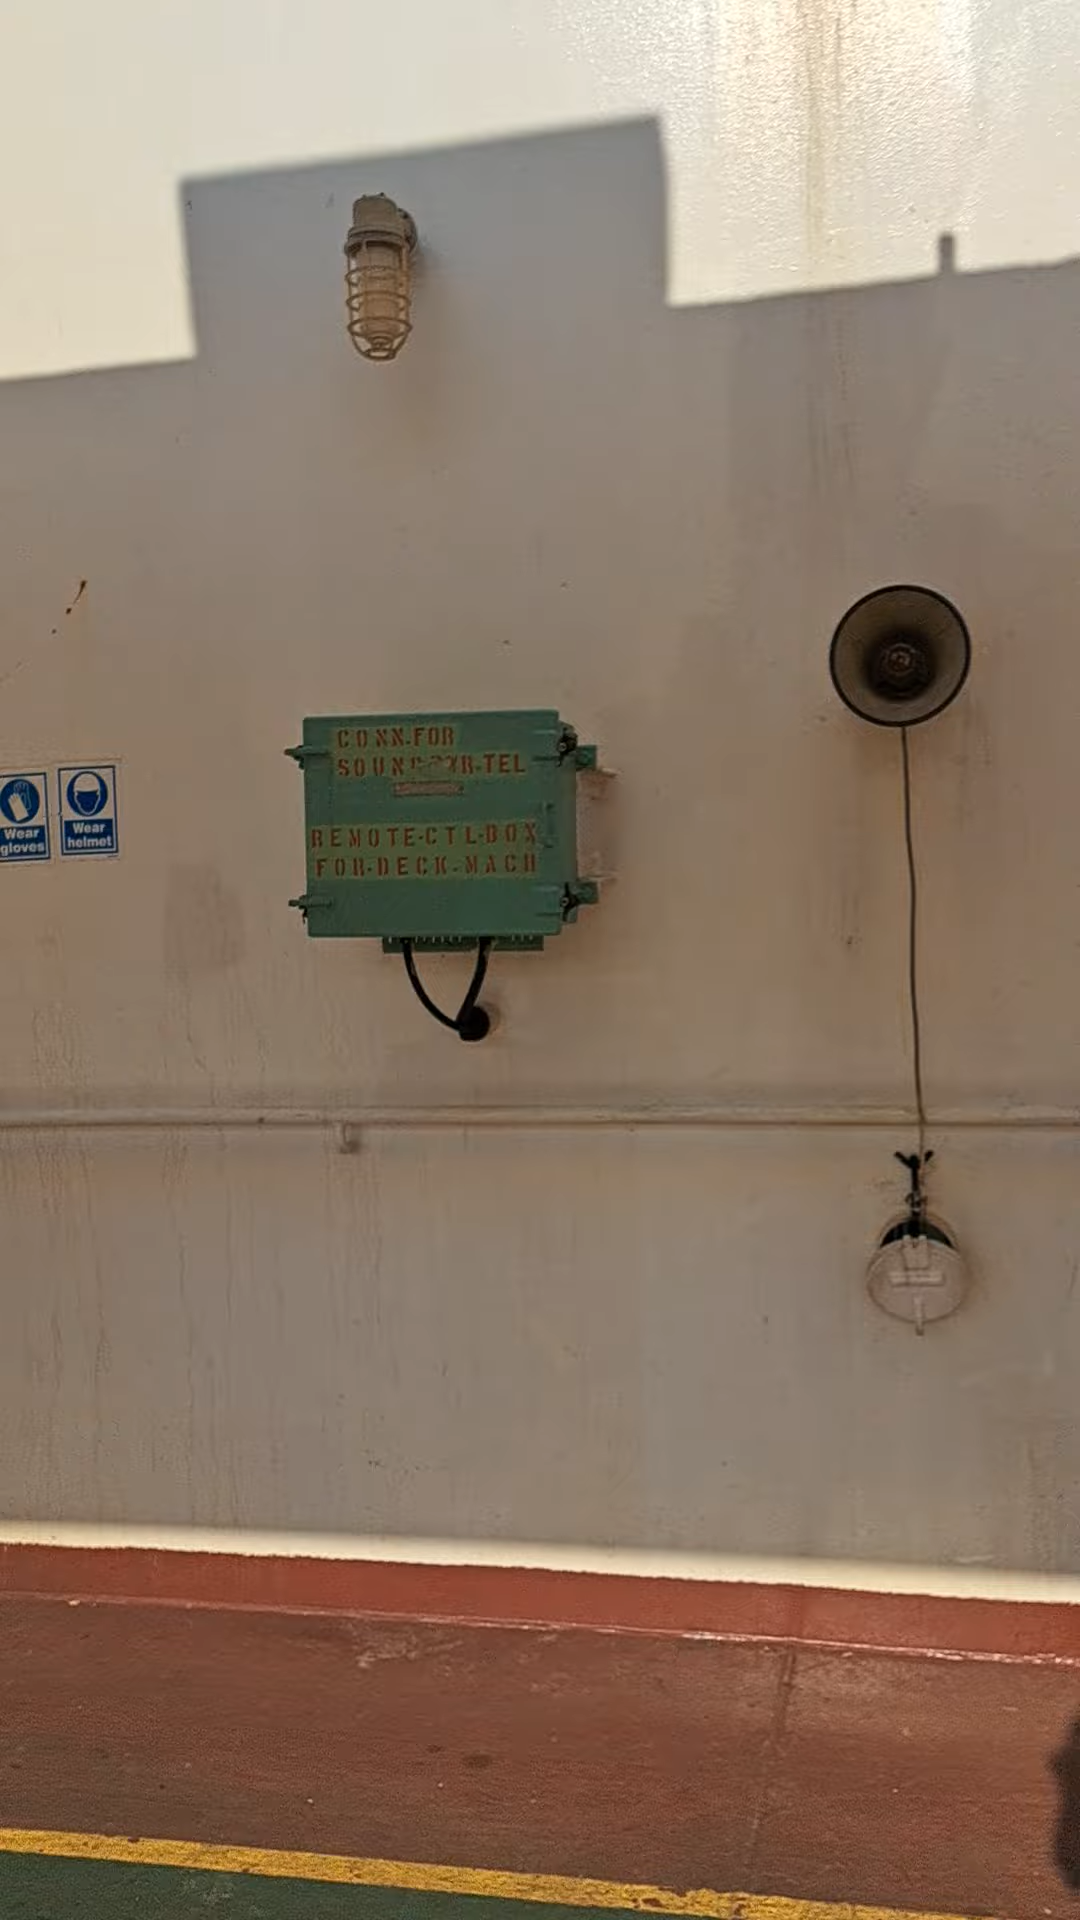 CONN.FOR
REMOTE-CTL-BOX
FOR-DECK-MACH
Wear
gloves
Wear
helmet